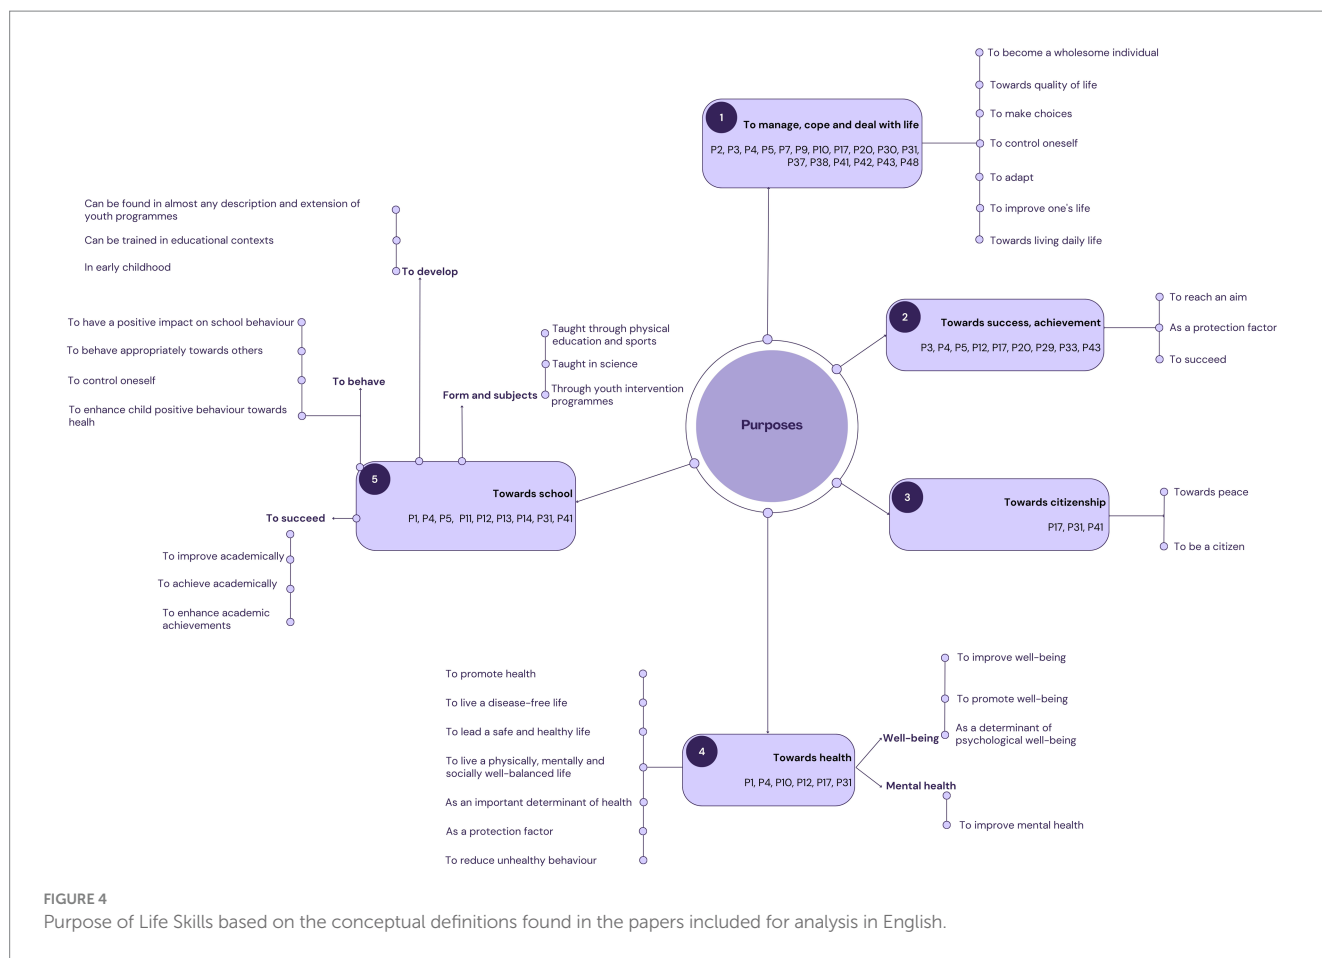 To become a wholesome individual
Towards quality of life
To make choices
To control oneself
To adapt
To improve one's life
Towards living daily life
1
To manage, cope and deal with life
P2, P3, P4, P5, P7, P9, P10, P17, P20, P30, P31,
P37, P38, P41, P42, P43, P48
2
Towards success, achievement
P3, P4, P5, P12, P17, P20, P29, P33, P43
To reach an aim
As a protection factor
To succeed
Purposes
3
Towards citizenship
P17, P31, P41
Towards peace
To be a citizen
Can be found in almost any description and extension of
youth programmes
Can be trained in educational contexts
In early childhood
To develop
To have a positive impact on school behaviour
To behave appropriately towards others
To control oneself
To enhance child positive behaviour towards
healh
To behave
Taught through physical
education and sports
Taught in science
Through youth intervention
programmes
Form and subjects
5
Towards school
P1, P4, P5, P11, P12, P13, P14, P31, P41
To succeed
To improve academically
To achieve academically
To enhance academic
achievements
To promote health
To live a disease-free life
To lead a safe and healthy life
To live a physically, mentally and
socially well-balanced life
As an important determinant of health
As a protection factor
To reduce unhealthy behaviour
4
Towards health
P1, P4, P10, P12, P17, P31
To improve well-being
To promote well-being
As a determinant of
psychological well-being
Well-being
Mental health
To improve mental health
FIGURE 4
Purpose of Life Skills based on the conceptual definitions found in the papers included for analysis in English.